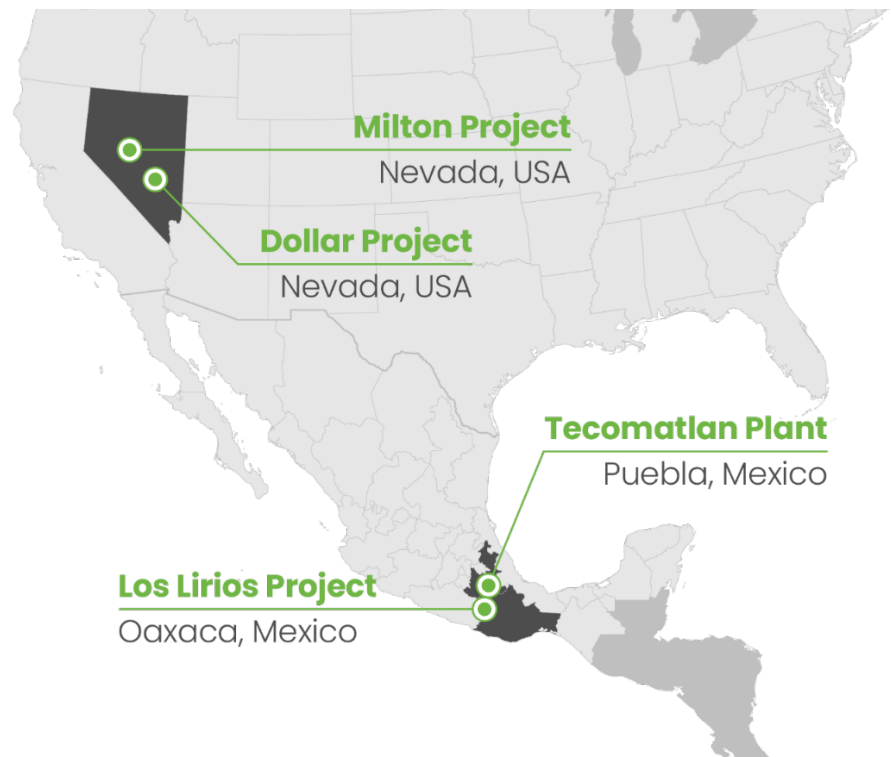 Milton Project
Nevada, USA
Dollar Project
Nevada, USA
Tecomatlan Plant
Puebla, Mexico
Los Lirios Project
Oaxaca, Mexico